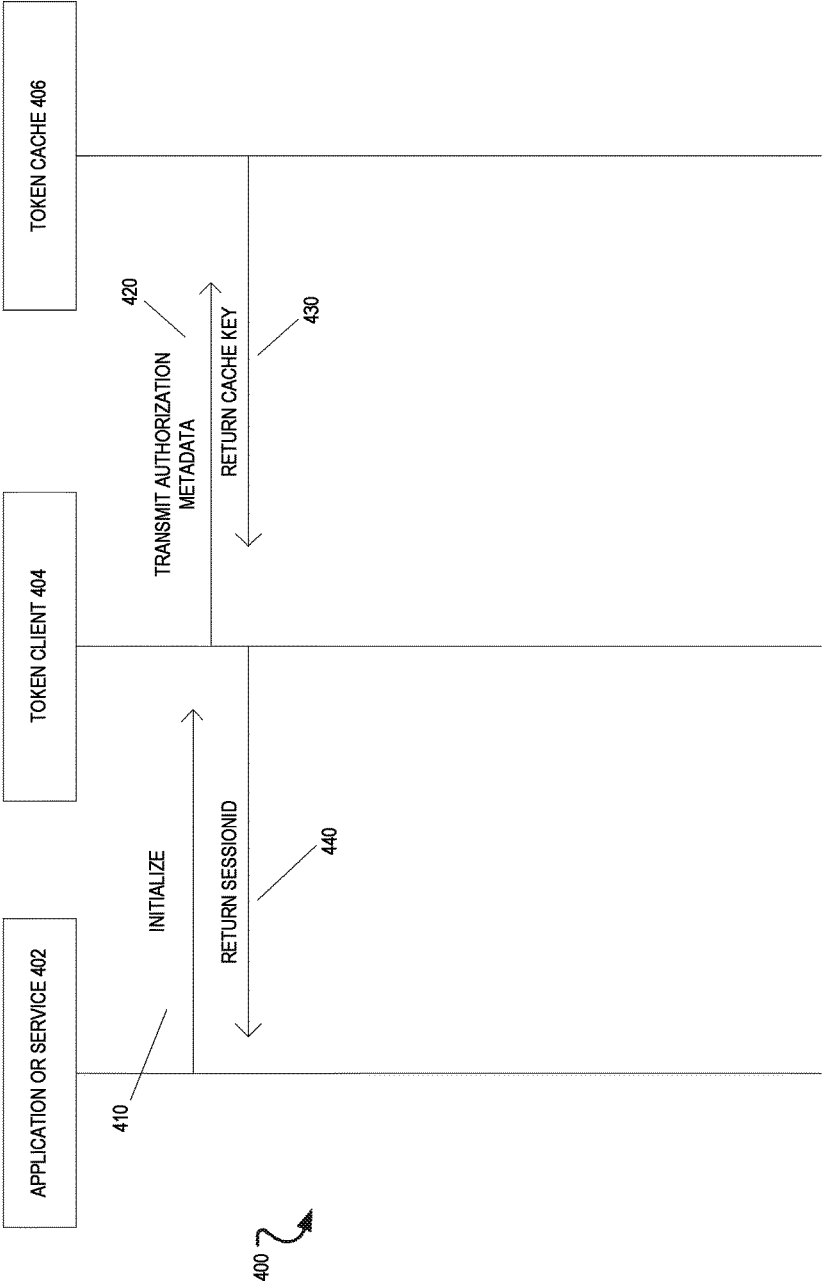 APPLICATION OR SERVICE 402
TOKEN CLIENT 404
TOKEN CACHE 406
410
INITIALIZE
TRANSMIT AUTHORIZATION
METADATA
420
RETURN SESSIONID
440
RETURN CACHE KEY
430
400